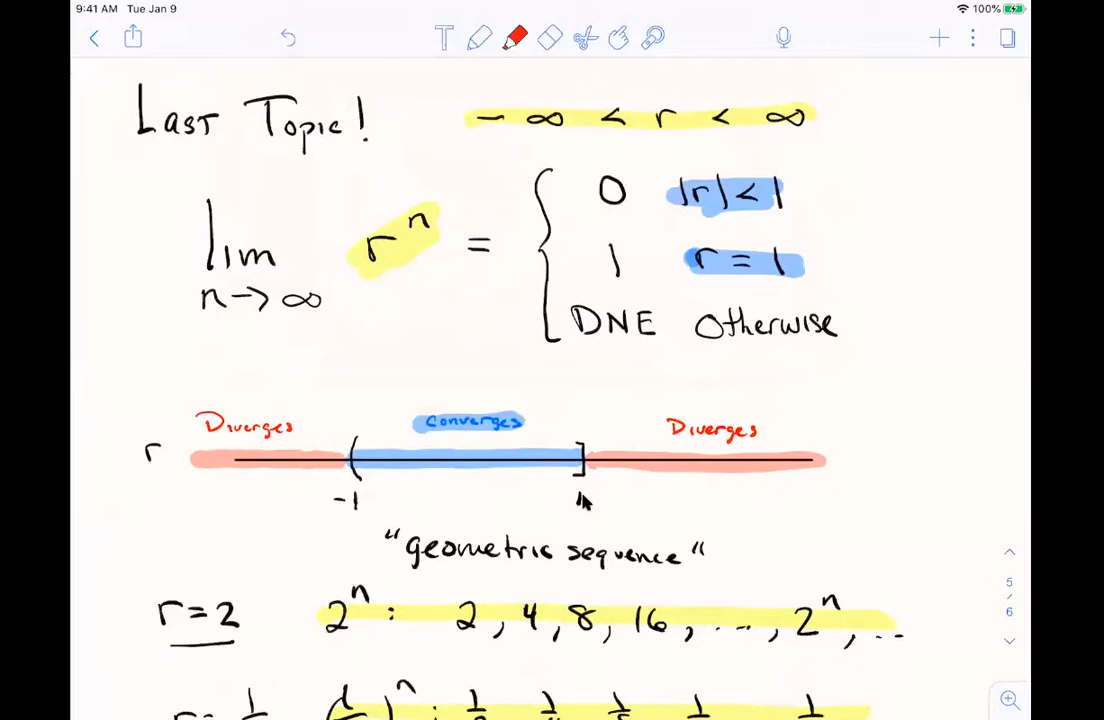 9:41 AM Tue Jan 9 100%
Last Topic! - ∞ < r < ∞
lim n→∞ r^n = { 0 |r| < 1
1 r = 1
DNE Otherwise
Diverges Converges Diverges
r
-1 1
"geometric sequence"
r=2 2^n : 2, 4, 8, 16, ..., 2^n, ...
5 / 6